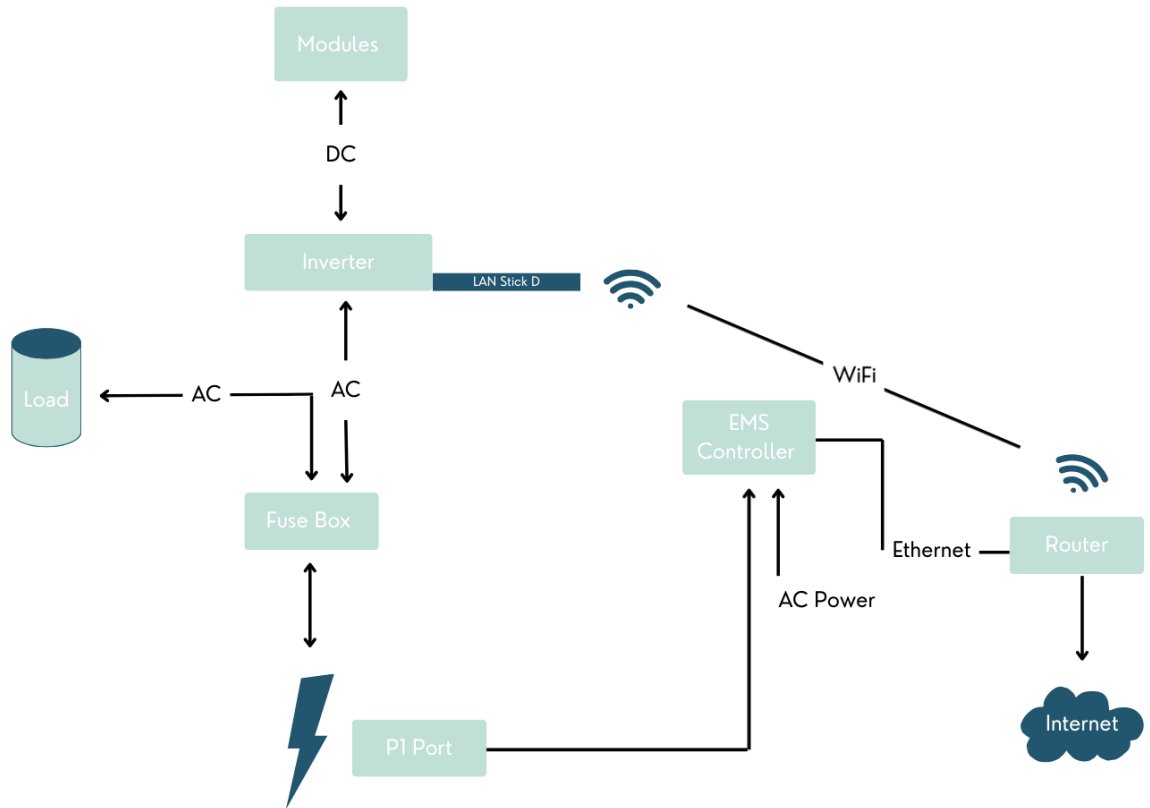 Modules
DC
Inverter
LAN Stick D
WiFi
Load
AC
AC
EMS
Controller
Fuse Box
Ethernet
Router
AC Power
P1 Port
Internet